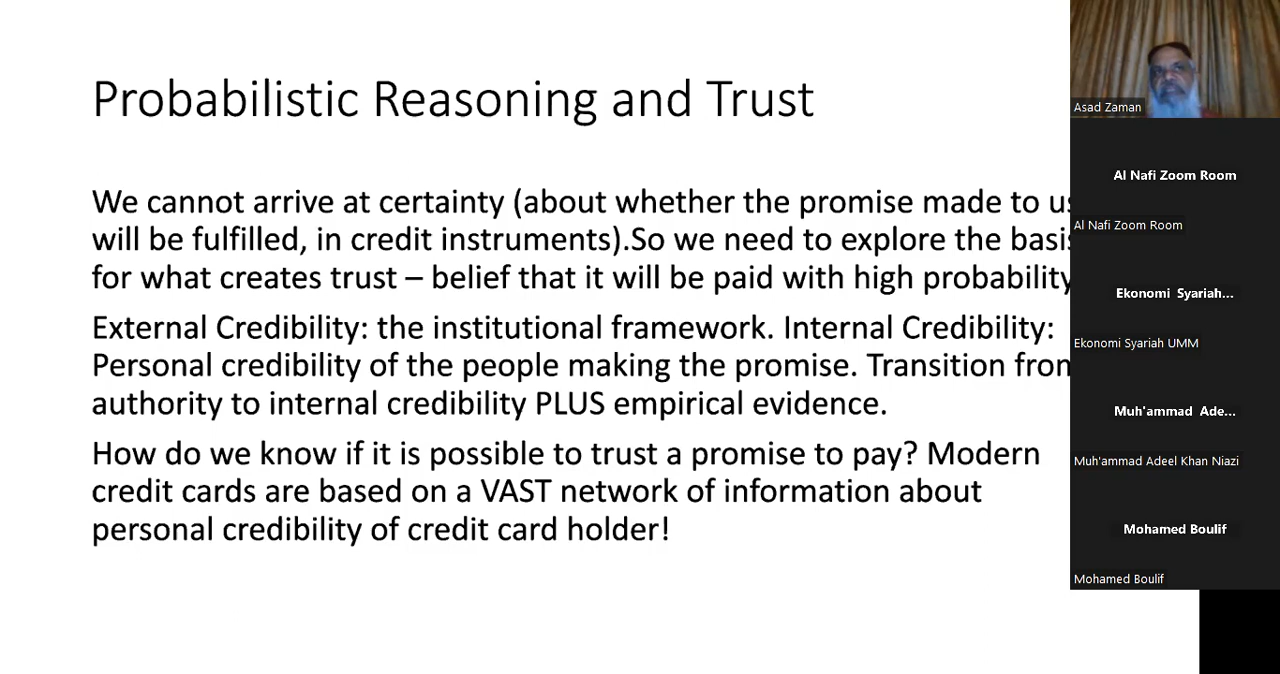 Probabilistic Reasoning and Trust
We cannot arrive at certainty (about whether the promise made to us
will be fulfilled, in credit instruments).So we need to explore the basis
for what creates trust – belief that it will be paid with high probability
External Credibility: the institutional framework. Internal Credibility:
Personal credibility of the people making the promise. Transition from
authority to internal credibility PLUS empirical evidence.
How do we know if it is possible to trust a promise to pay? Modern
credit cards are based on a VAST network of information about
personal credibility of credit card holder!
Asad Zaman
Al Nafi Zoom Room
Al Nafi Zoom Room
Ekonomi Syariah...
Ekonomi Syariah UMM
Muh'ammad Ade...
Muh'ammad Adeel Khan Niazi
Mohamed Boulif
Mohamed Boulif